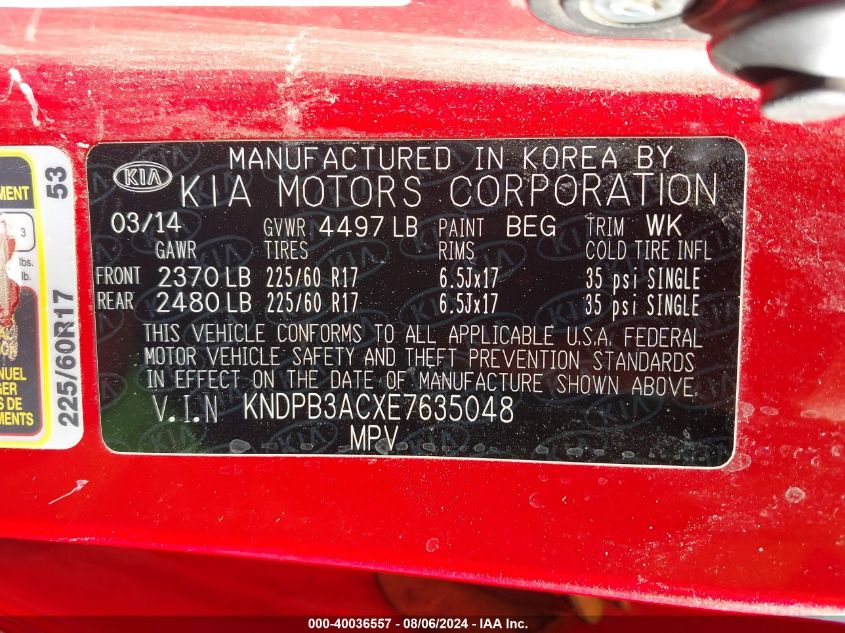 MANUFACTURED IN KOREA BY
KIA KIA MOTORS CORPORATION
03/14 GVWR 4497 LB PAINT BEG TRIM WK
GAWR TIRES RIMS COLD TIRE INFL
FRONT 2370 LB 225/60 R17 6.5Jx17 35 psi SINGLE
REAR 2480 LB 225/60 R17 6.5Jx17 35 psi SINGLE
THIS VEHICLE CONFORMS TO ALL APPLICABLE U.S.A. FEDERAL
MOTOR VEHICLE SAFETY AND THEFT PREVENTION STANDARDS
IN EFFECT ON THE DATE OF MANUFACTURE SHOWN ABOVE.
V.I.N KNDPB3ACXE7635048
MPV
53
225/60R17
3
lbs.
lb.
000-40036557 - 08/06/2024 - IAA Inc.